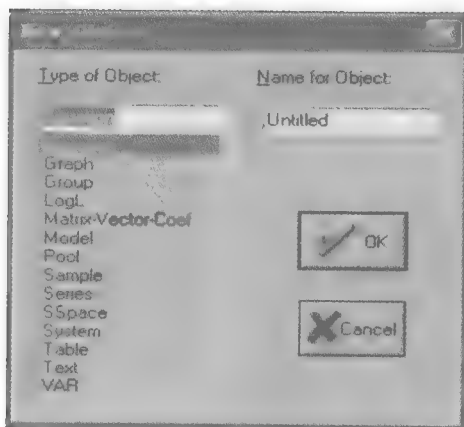 Type of Object:
Name for Object:
Untitled
Graph
Group
LogL
Matrix-Vector-Coef
Model
Pool
Sample
Series
SSpace
System
Table
Text
VAR
OK
Cancel